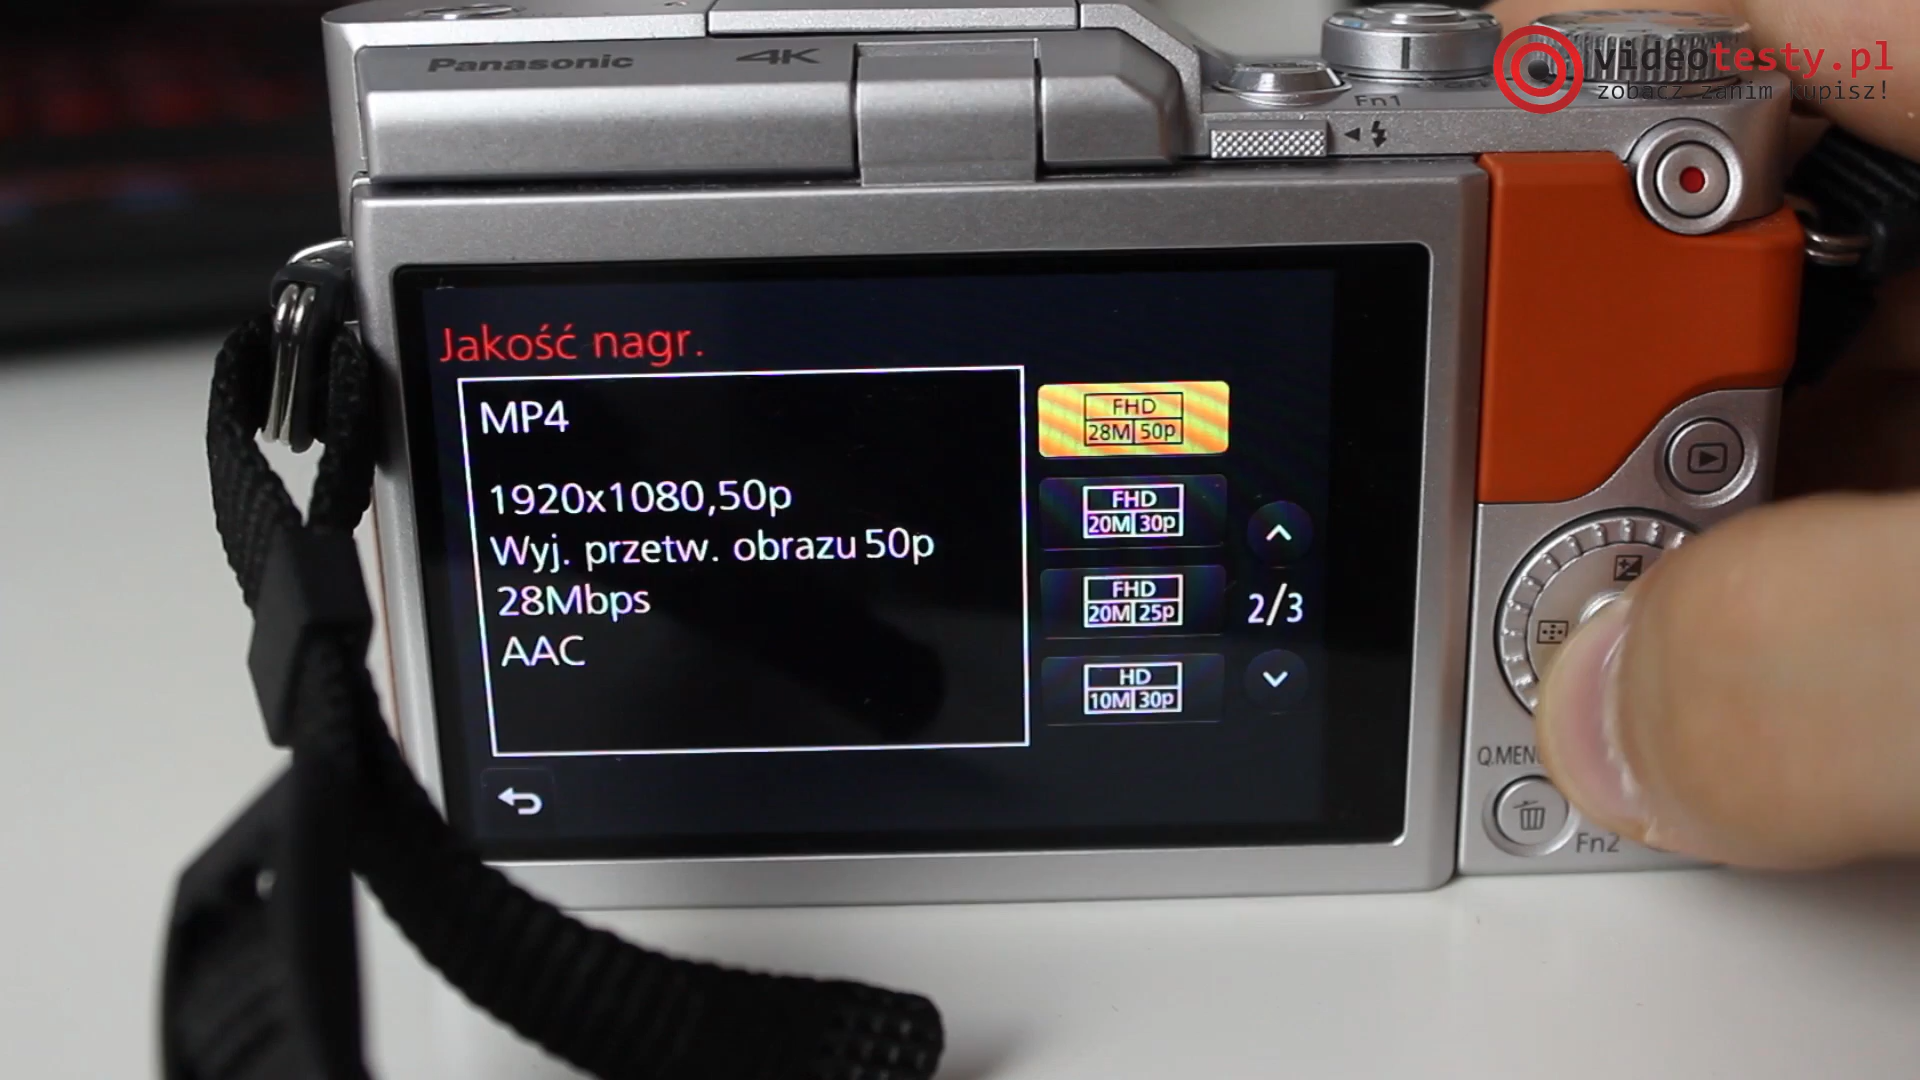 Panasonic
4K
videotesty.pl
zobacz zanim kupisz!
Fn1
Jakość nagr.
MP4
1920x1080,50p
Wyj. przetw. obrazu 50p
28Mbps
AAC
FHD
28M 50p
FHD
20M 30p
FHD
20M 25p
HD
10M 30p
2/3
Q.MEN
Fn2